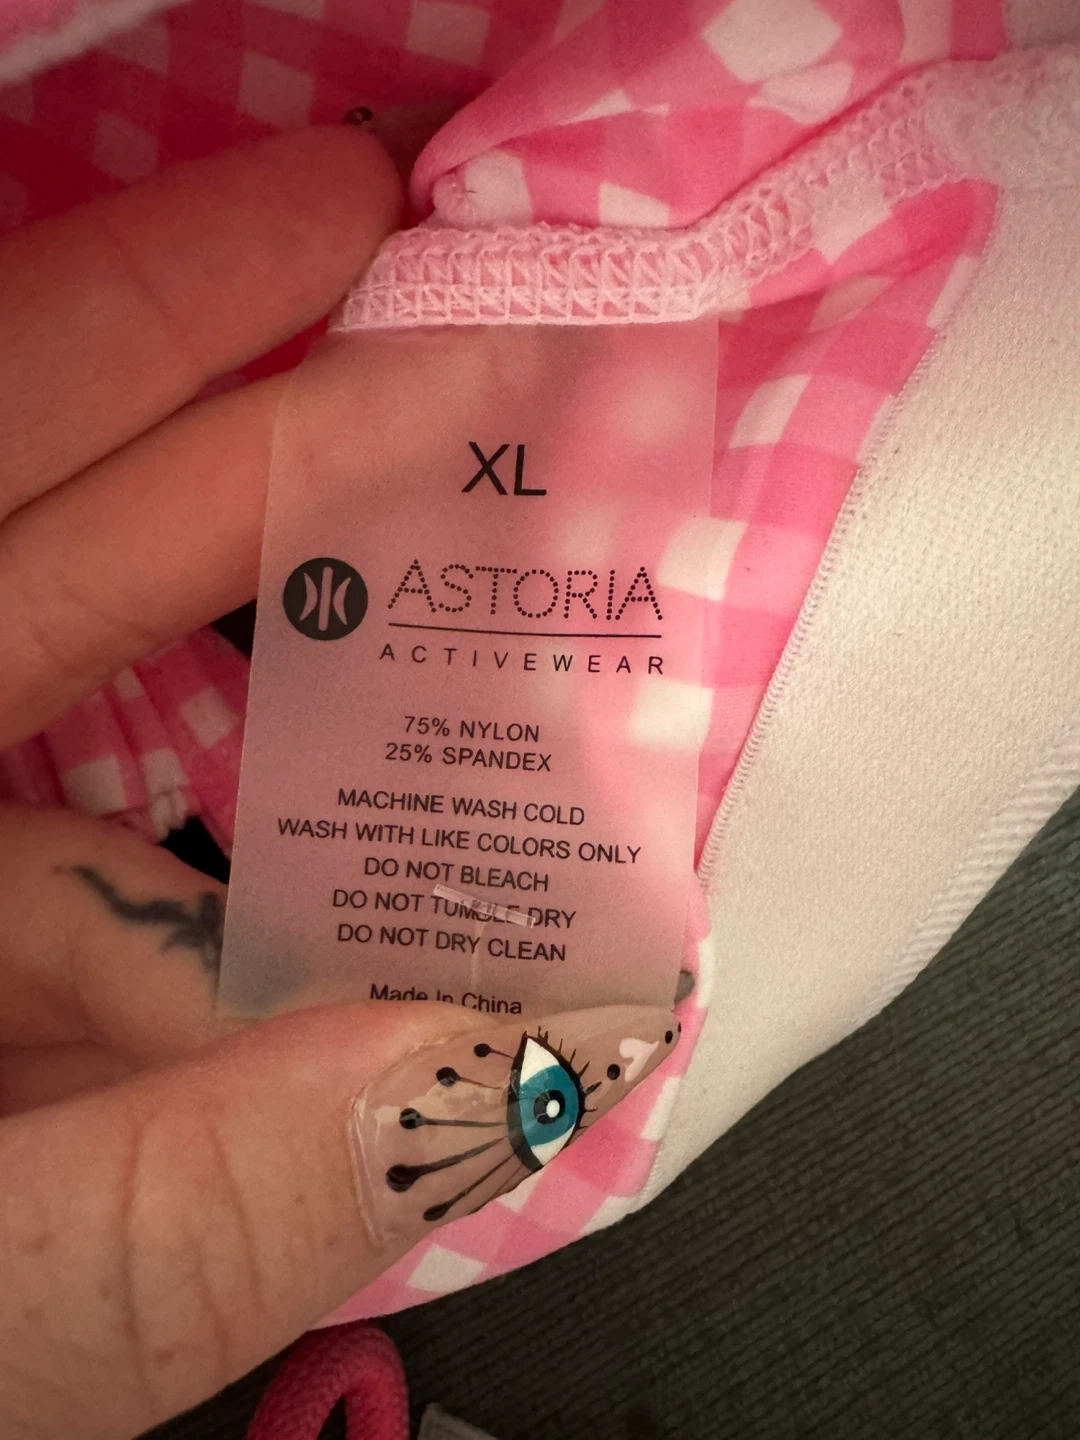 XL
ASTORIA
ACTIVEWEAR
75% NYLON
25% SPANDEX
MACHINE WASH COLD
WASH WITH LIKE COLORS ONLY
DO NOT BLEACH
DO NOT TUMBLE DRY
DO NOT DRY CLEAN
Made In China